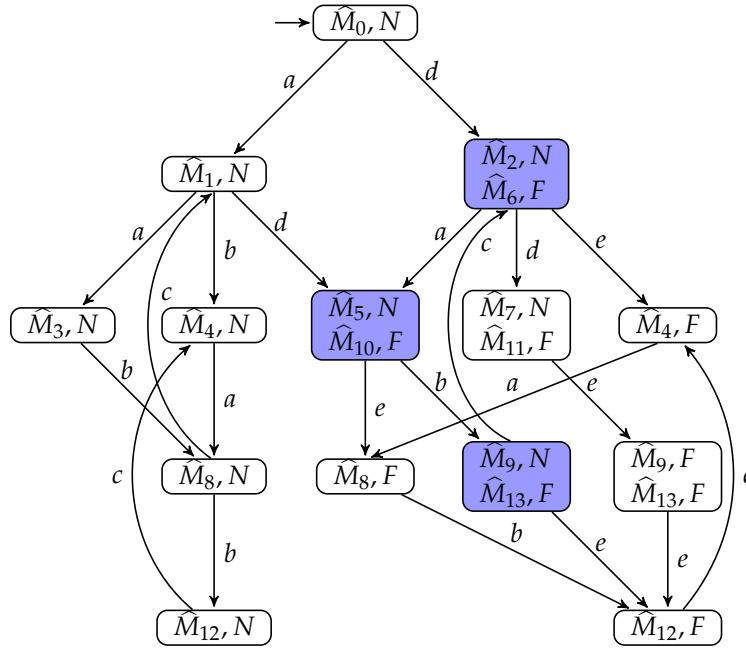 M̂₀, N
a
d
M̂₁, N
M̂₂, N
M̂₆, F
a
b
d
c
a
c
d
e
M̂₃, N
M̂₄, N
M̂₅, N
M̂₁₀, F
M̂₇, N
M̂₁₁, F
M̂₄, F
b
a
e
b
a
e
c
M̂₈, N
M̂₈, F
M̂₉, N
M̂₁₃, F
M̂₉, F
M̂₁₃, F
b
b
e
e
M̂₁₂, N
M̂₁₂, F